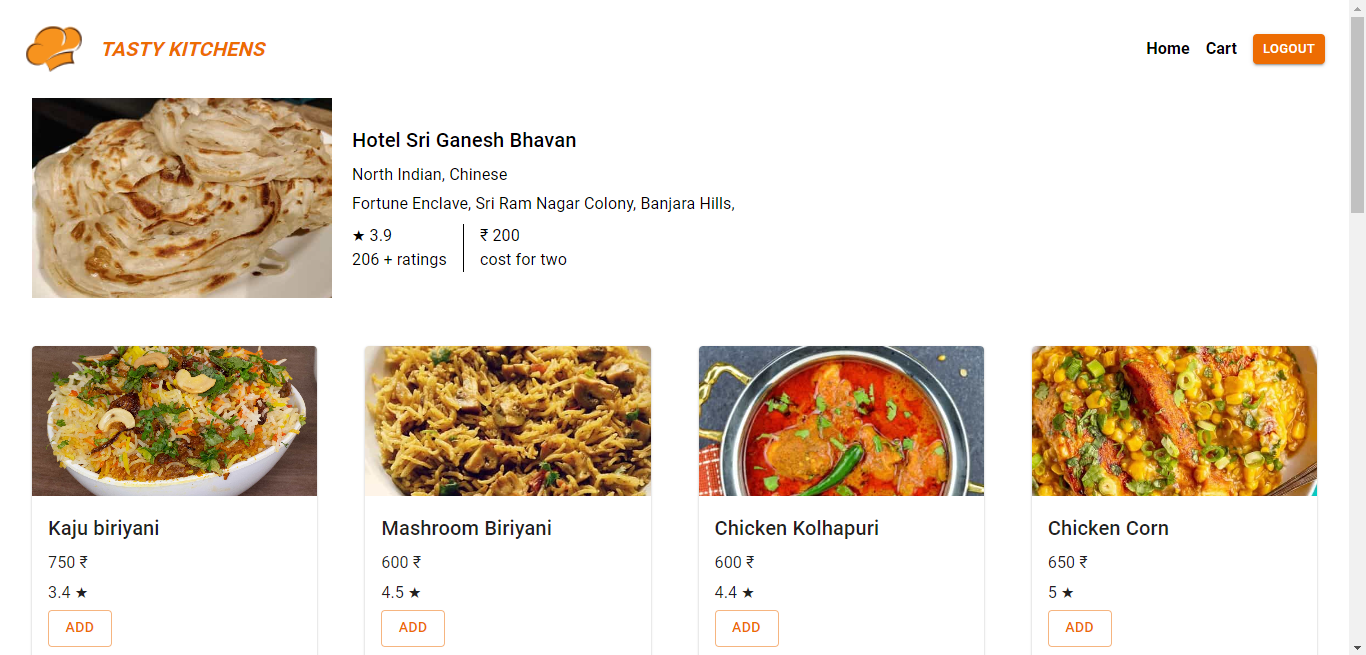 TASTY KITCHENS
Home Cart LOGOUT
Hotel Sri Ganesh Bhavan
North Indian, Chinese
Fortune Enclave, Sri Ram Nagar Colony, Banjara Hills,
★ 3.9
206 + ratings
₹ 200
cost for two
Kaju biriyani
750 ₹
3.4 ★
ADD
Mashroom Biriyani
600 ₹
4.5 ★
ADD
Chicken Kolhapuri
600 ₹
4.4 ★
ADD
Chicken Corn
650 ₹
5 ★
ADD